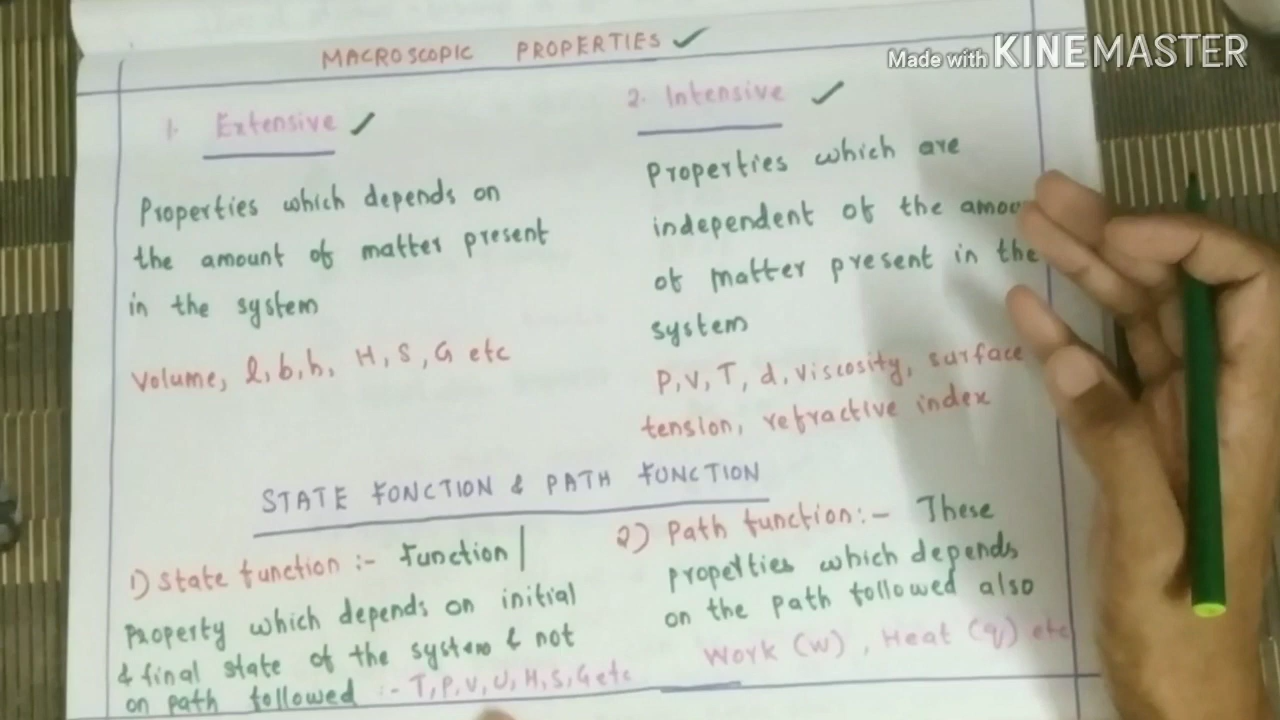 MACROSCOPIC PROPERTIES
Made with KINEMASTER
1. Extensive
Properties which depends on
the amount of matter present
in the system
Volume, l, b, h, H, S, G etc
2. Intensive
Properties which are
independent of the amou
of matter present in the
system
P, V, T, d, Viscosity, surface
tension, refractive index
STATE FUNCTION & PATH FUNCTION
1) State function :- Function |
Property which depends on initial
& final state of the system & not
on path followed :- T, P, V, U, H, S, G etc
2) Path function :- These
properties which depends
on the path followed also
Work (w), Heat (q) etc